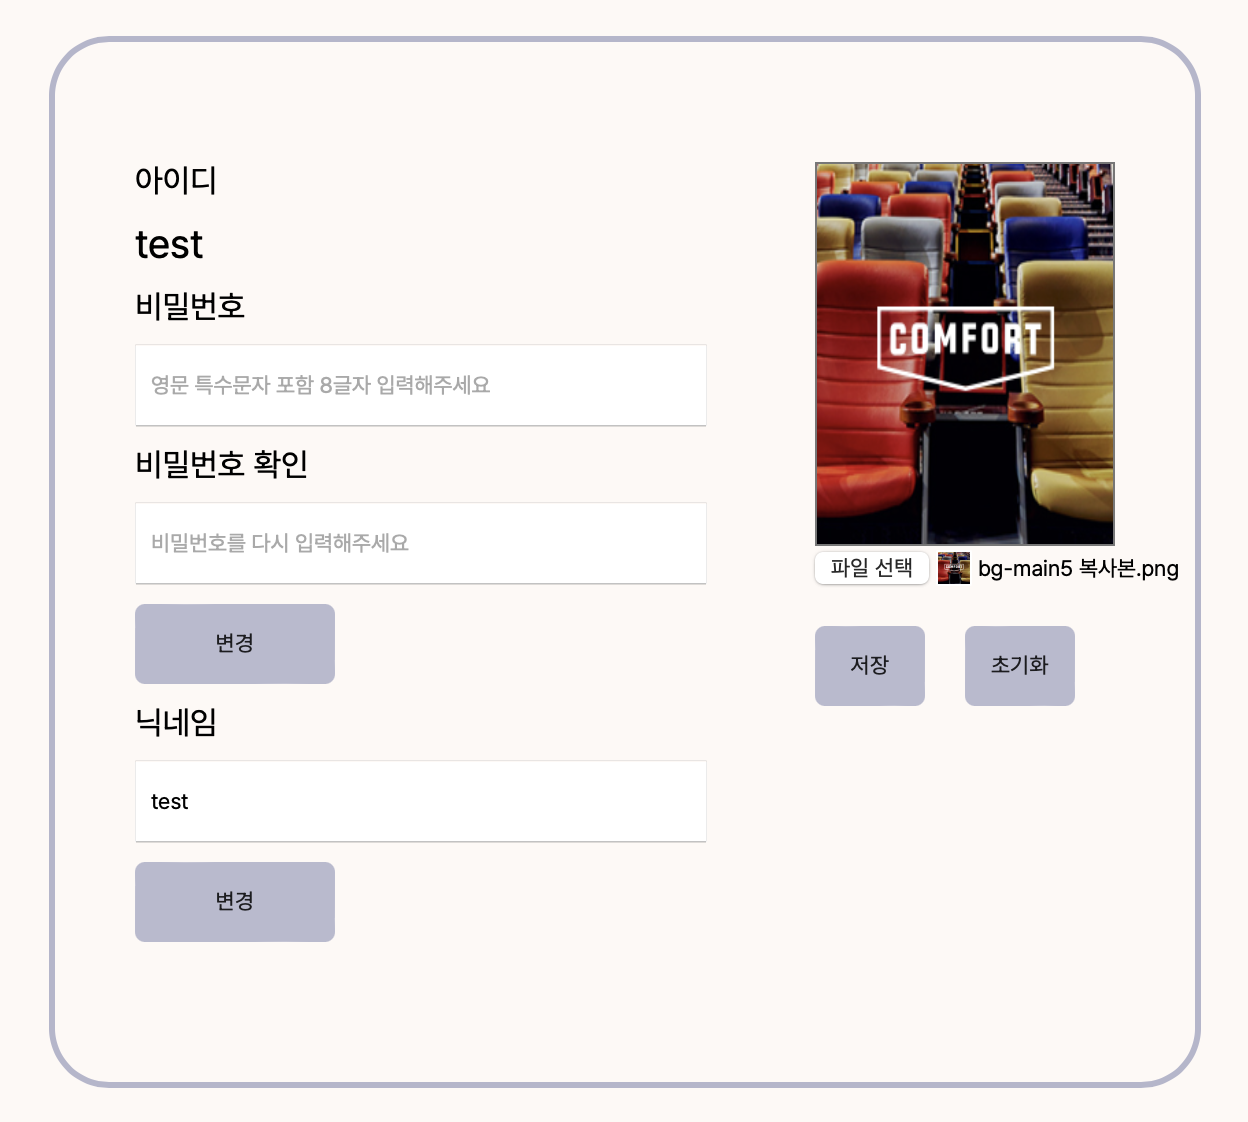 아이디
test
비밀번호
영문 특수문자 포함 8글자 입력해주세요
비밀번호 확인
비밀번호를 다시 입력해주세요
변경
닉네임
test
변경
COMFORT
파일 선택 bg-main5 복사본.png
저장 초기화